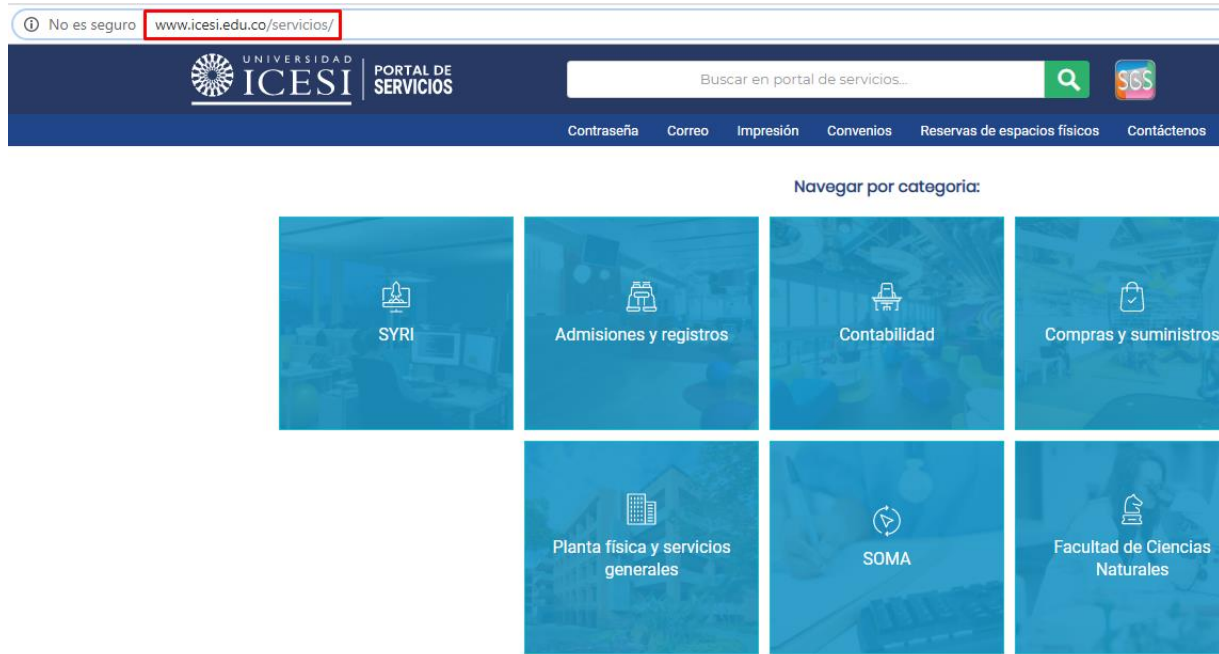 No es seguro www.icesi.edu.co/servicios/
UNIVERSIDAD
ICESI
PORTAL DE
SERVICIOS
Buscar en portal de servicios...
SGS
Contraseña Correo Impresión Convenios Reservas de espacios físicos Contáctenos
Navegar por categoria:
SYRI Admisiones y registros Contabilidad Compras y suministros
Planta física y servicios
generales
SOMA
Facultad de Ciencias
Naturales